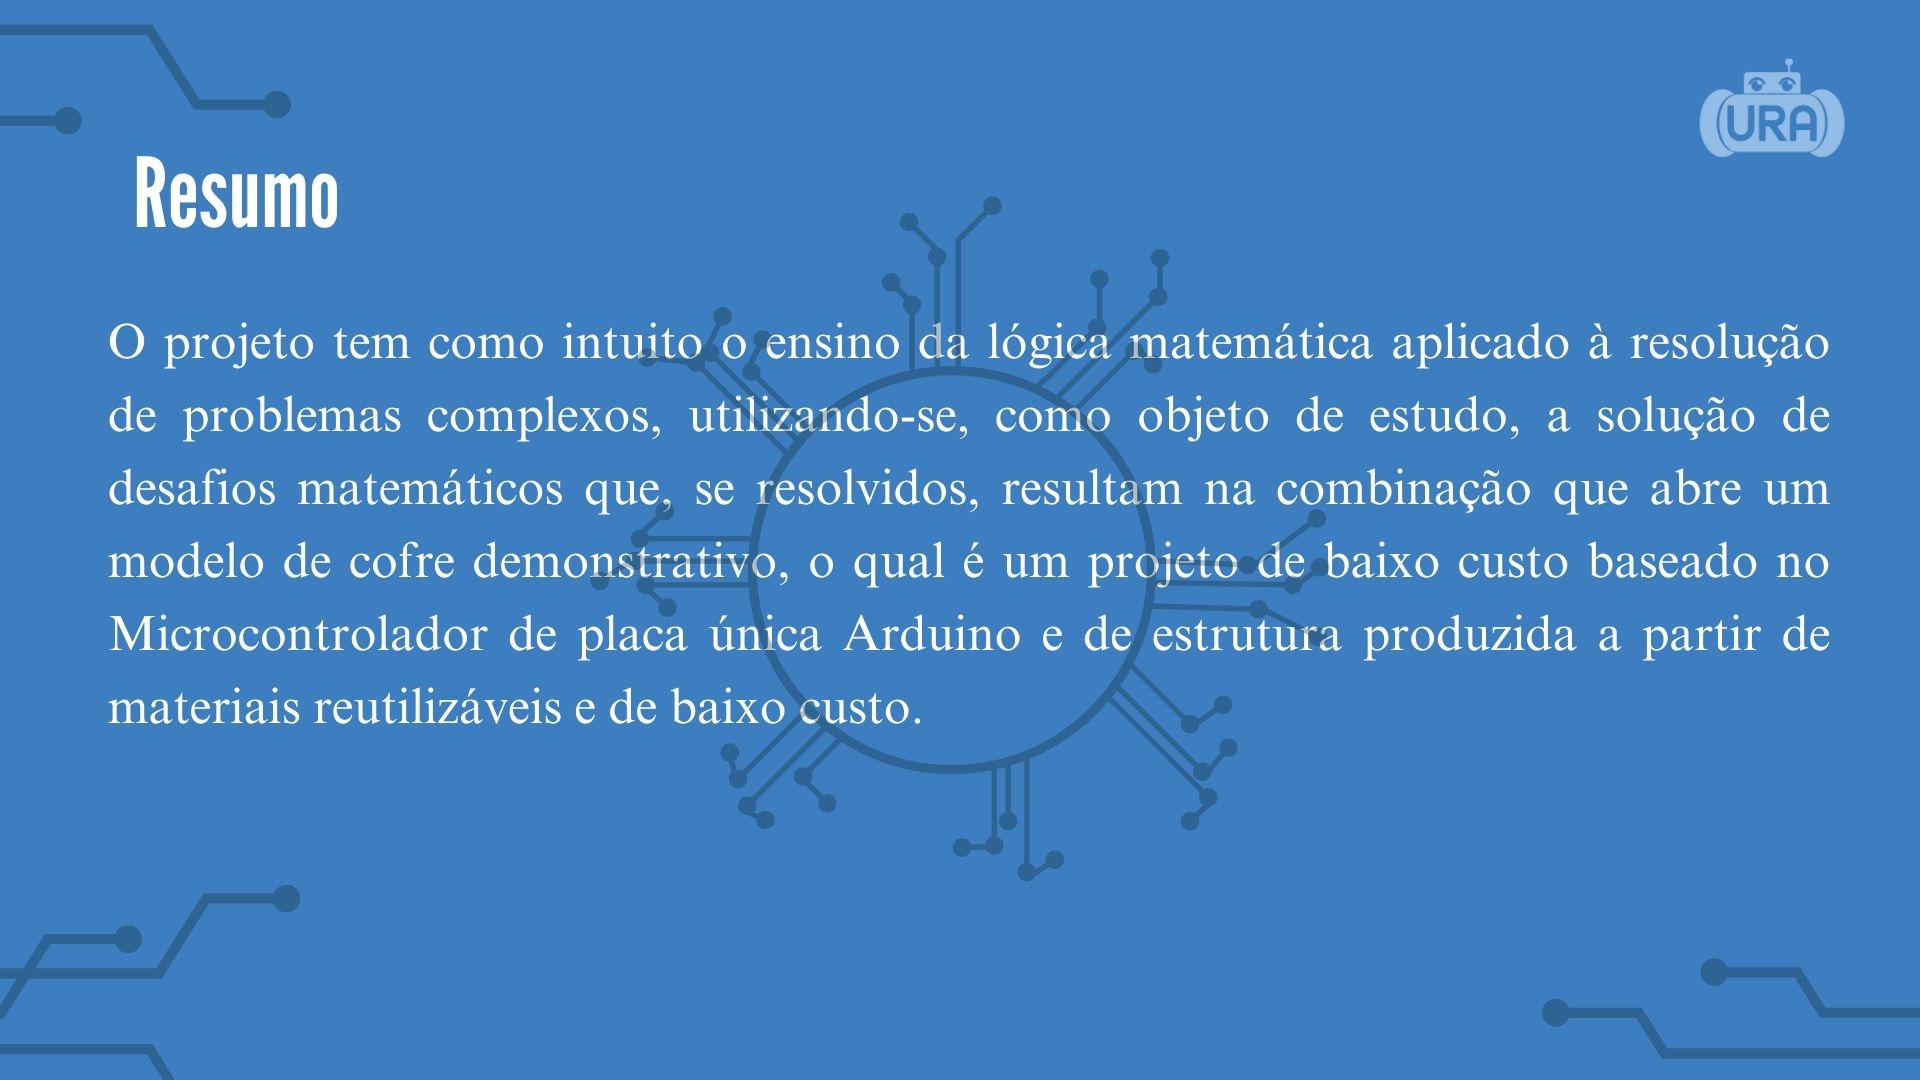 URA
Resumo
O projeto tem como intuito o ensino da lógica matemática aplicado à resolução
de problemas complexos, utilizando-se, como objeto de estudo, a solução de
desafios matemáticos que, se resolvidos, resultam na combinação que abre um
modelo de cofre demonstrativo, o qual é um projeto de baixo custo baseado no
Microcontrolador de placa única Arduino e de estrutura produzida a partir de
materiais reutilizáveis e de baixo custo.